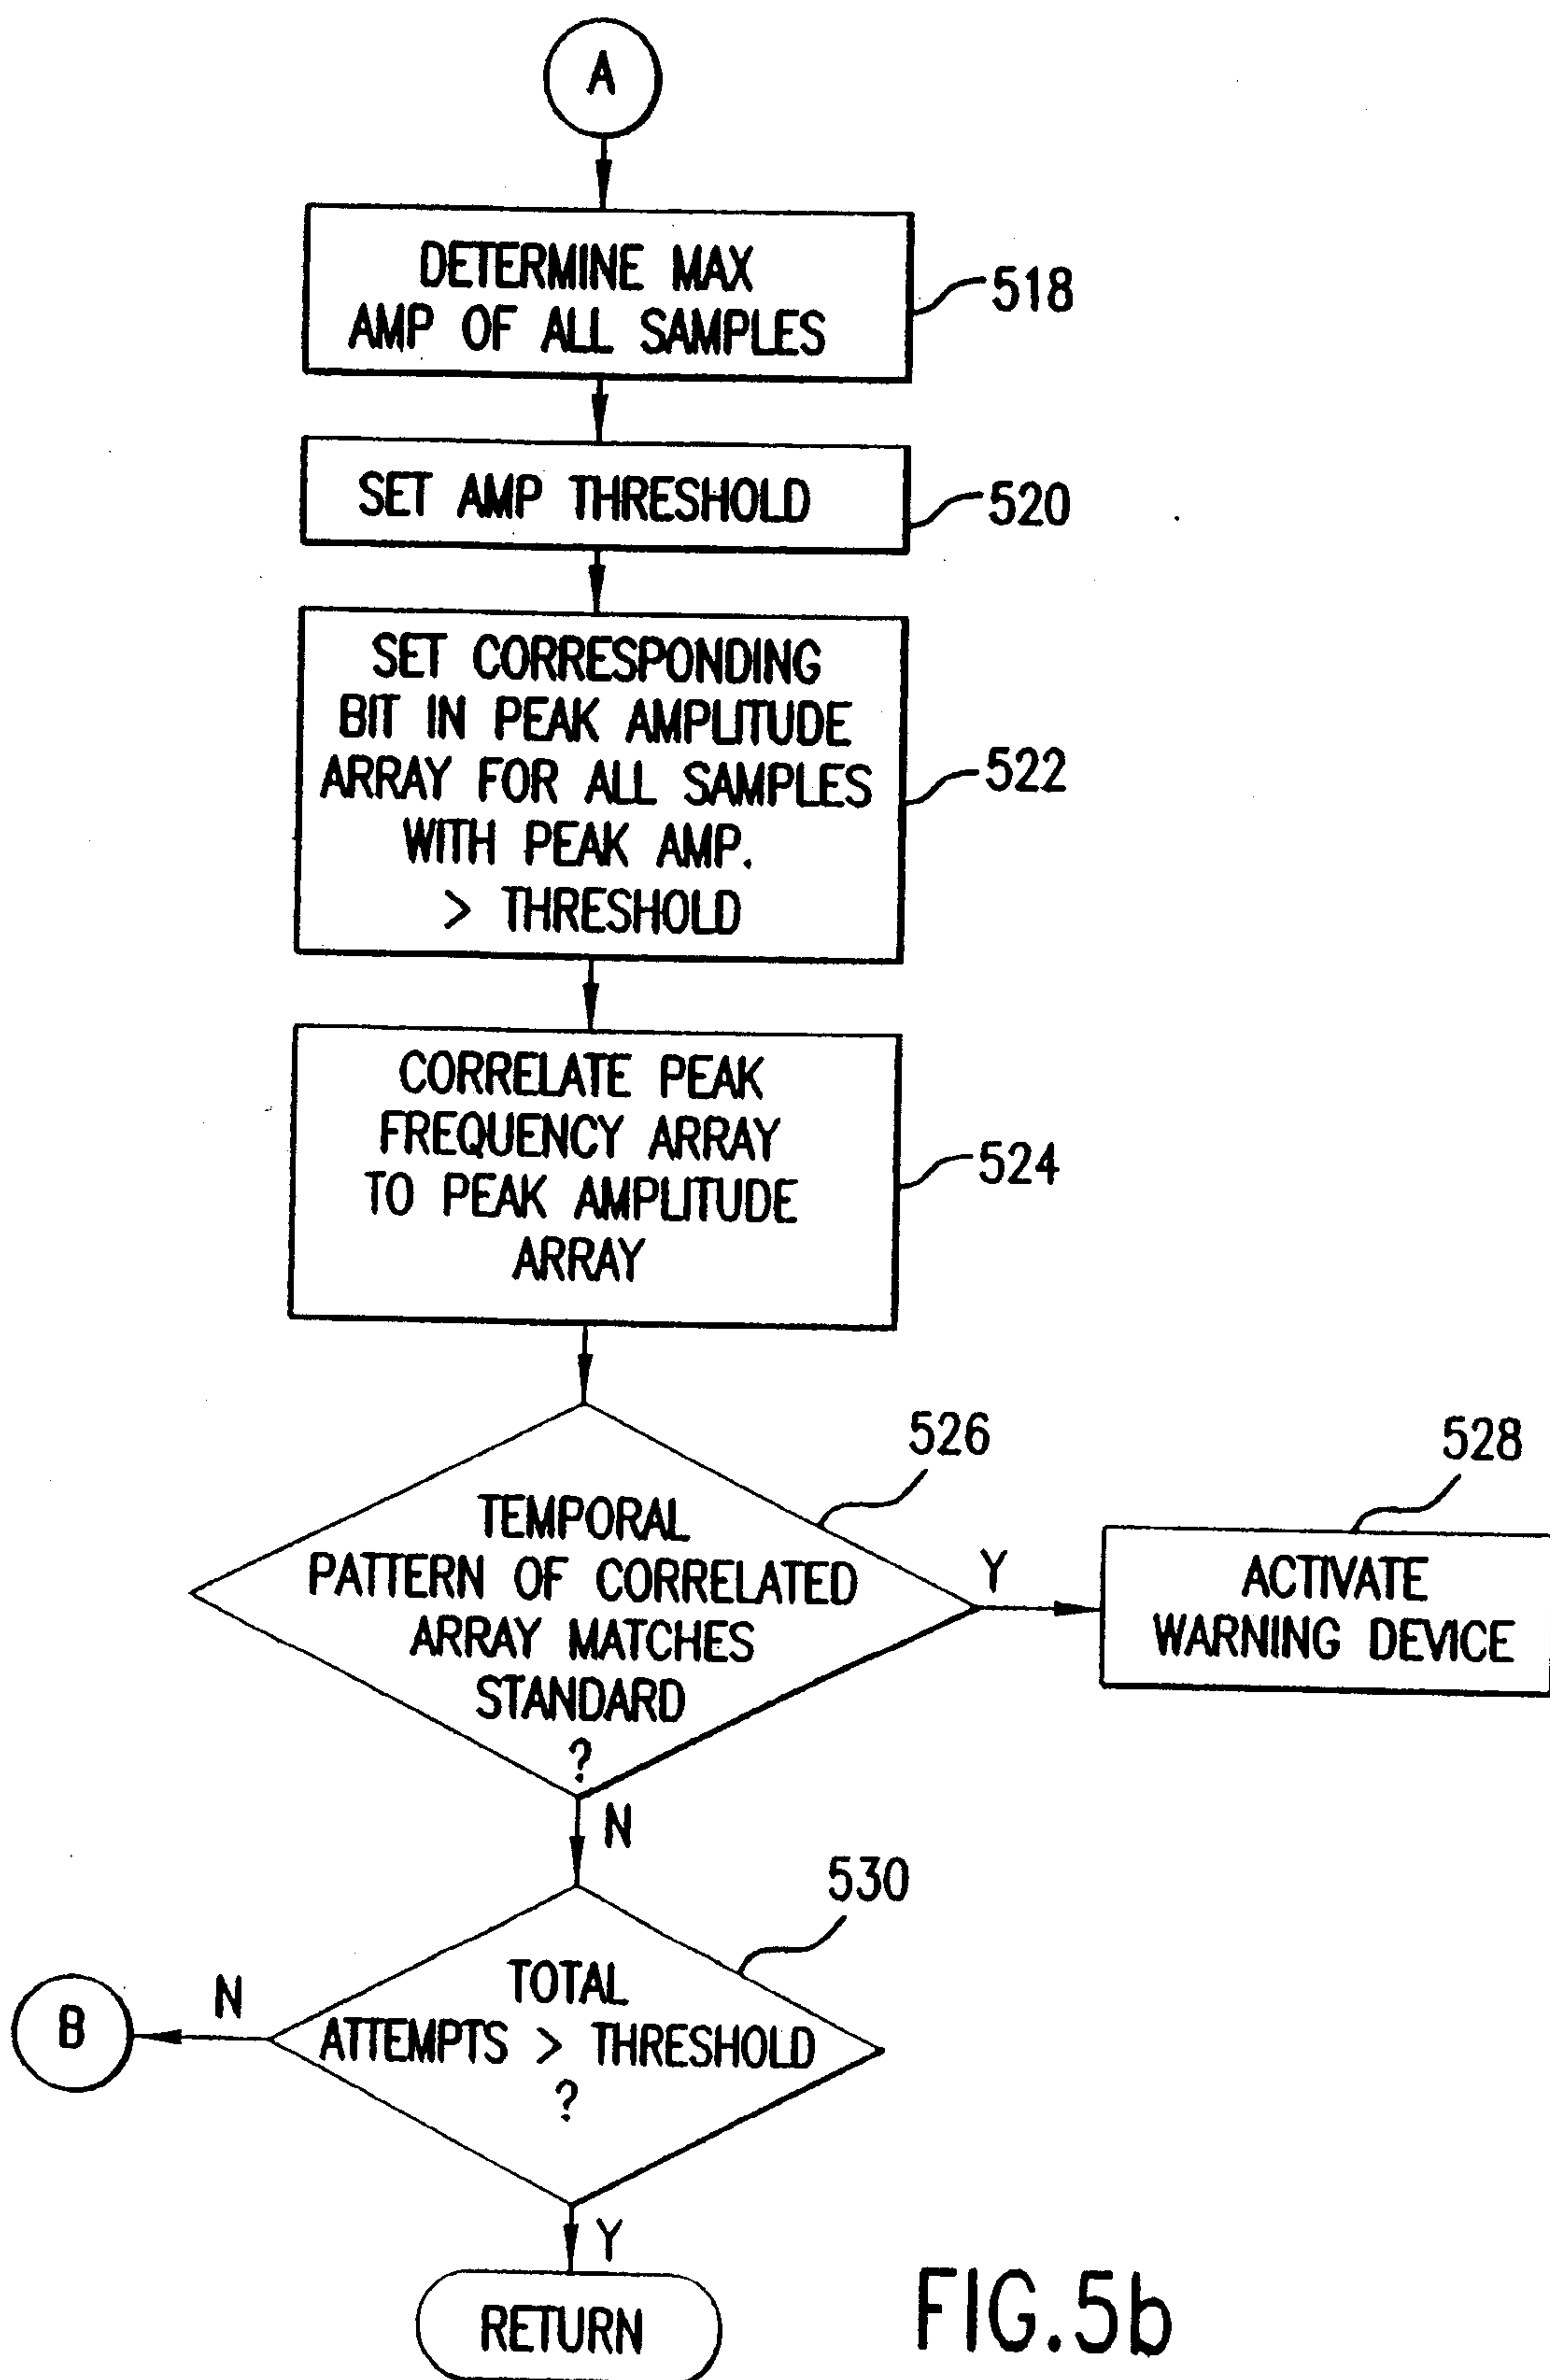 A
DETERMINE MAX
AMP OF ALL SAMPLES
518
SET AMP THRESHOLD
520
SET CORRESPONDING
BIT IN PEAK AMPLITUDE
ARRAY FOR ALL SAMPLES
WITH PEAK AMP.
> THRESHOLD
522
CORRELATE PEAK
FREQUENCY ARRAY
TO PEAK AMPLITUDE
ARRAY
524
526
TEMPORAL
PATTERN OF CORRELATED
ARRAY MATCHES
STANDARD
?
Y
528
ACTIVATE
WARNING DEVICE
N
530
TOTAL
ATTEMPTS > THRESHOLD
?
N
B
Y
RETURN
FIG.5b